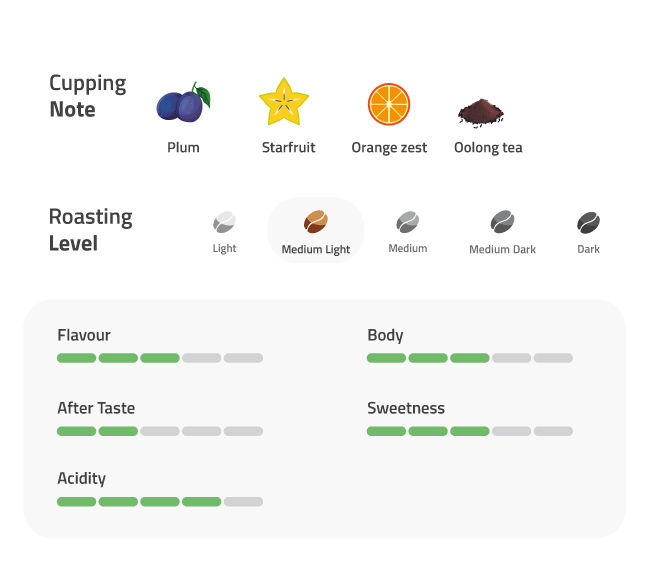 Cupping
Note
Plum
Starfruit
Orange zest
Oolong tea
Roasting
Level
Light
Medium Light
Medium
Medium Dark
Dark
Flavour
Body
After Taste
Sweetness
Acidity